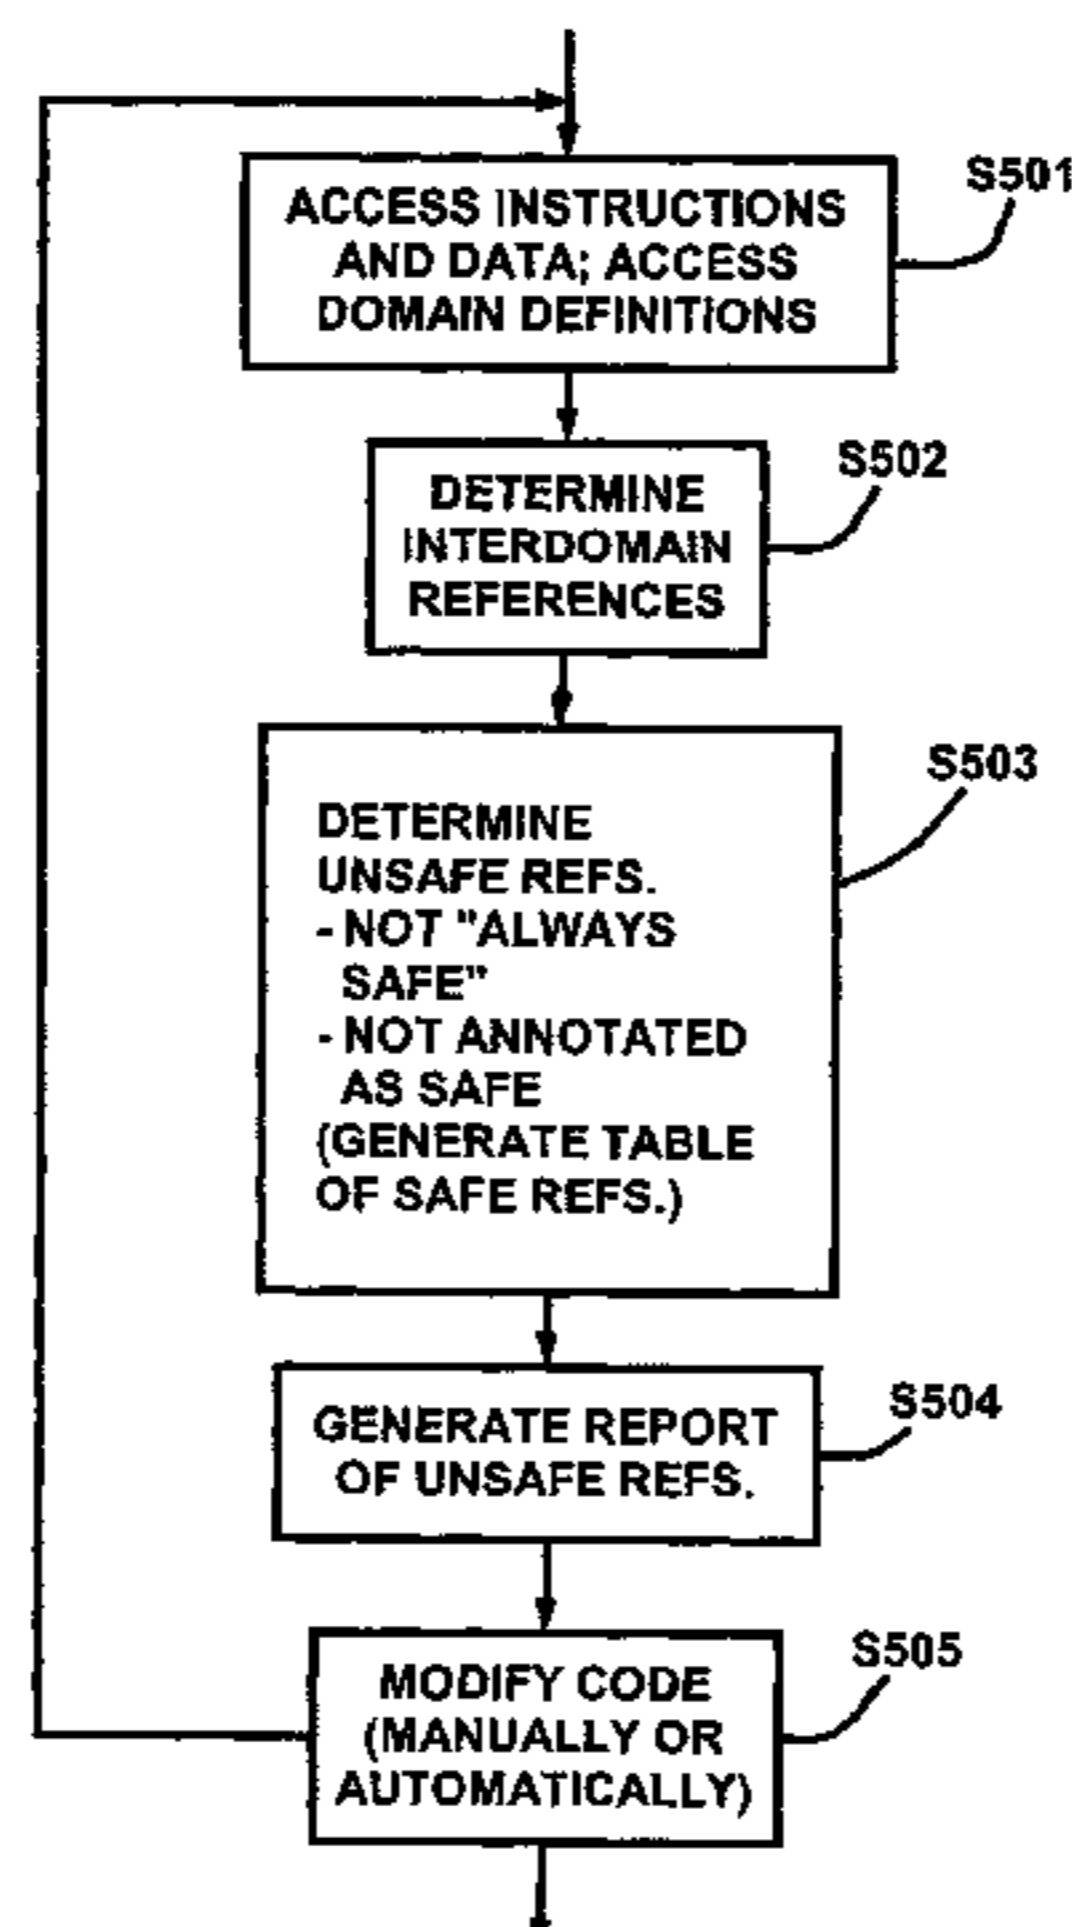 S501
ACCESS INSTRUCTIONS
AND DATA; ACCESS
DOMAIN DEFINITIONS
S502
DETERMINE
INTERDOMAIN
REFERENCES
S503
DETERMINE
UNSAFE REFS.
- NOT "ALWAYS
SAFE"
- NOT ANNOTATED
AS SAFE
(GENERATE TABLE
OF SAFE REFS.)
S504
GENERATE REPORT
OF UNSAFE REFS.
S505
MODIFY CODE
(MANUALLY OR
AUTOMATICALLY)